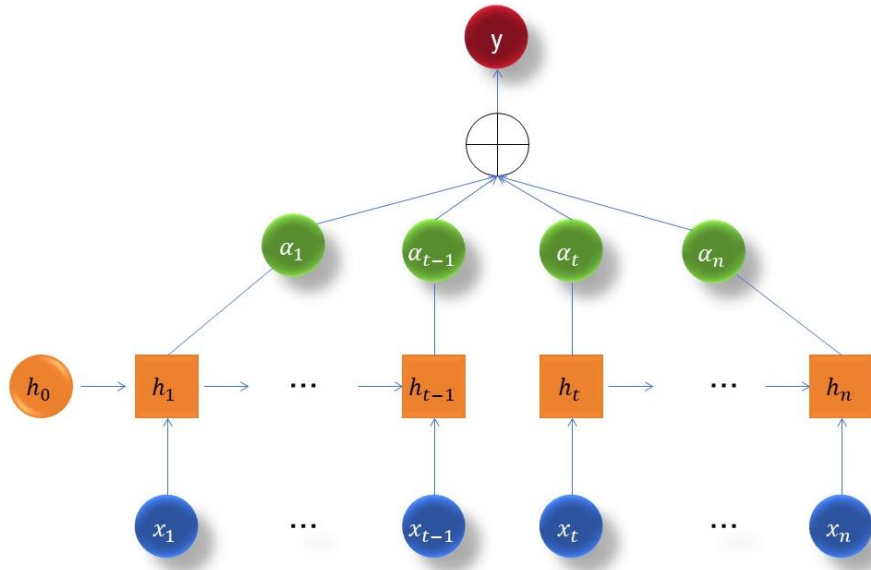 y
α₁ αₜ₋₁ αₜ αₙ
h₀ h₁ ⋯ hₜ₋₁ hₜ ⋯ hₙ
x₁ ⋯ xₜ₋₁ xₜ ⋯ xₙ